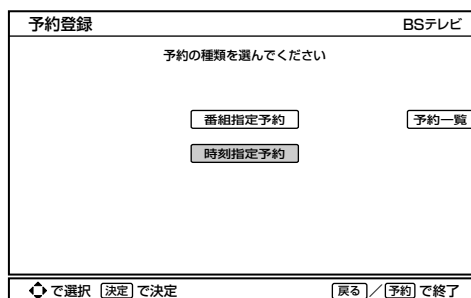 予約登録 BSテレビ
予約の種類を選んでください
番組指定予約 予約一覧
時刻指定予約
で選択 決定 で決定 戻る／予約 で終了